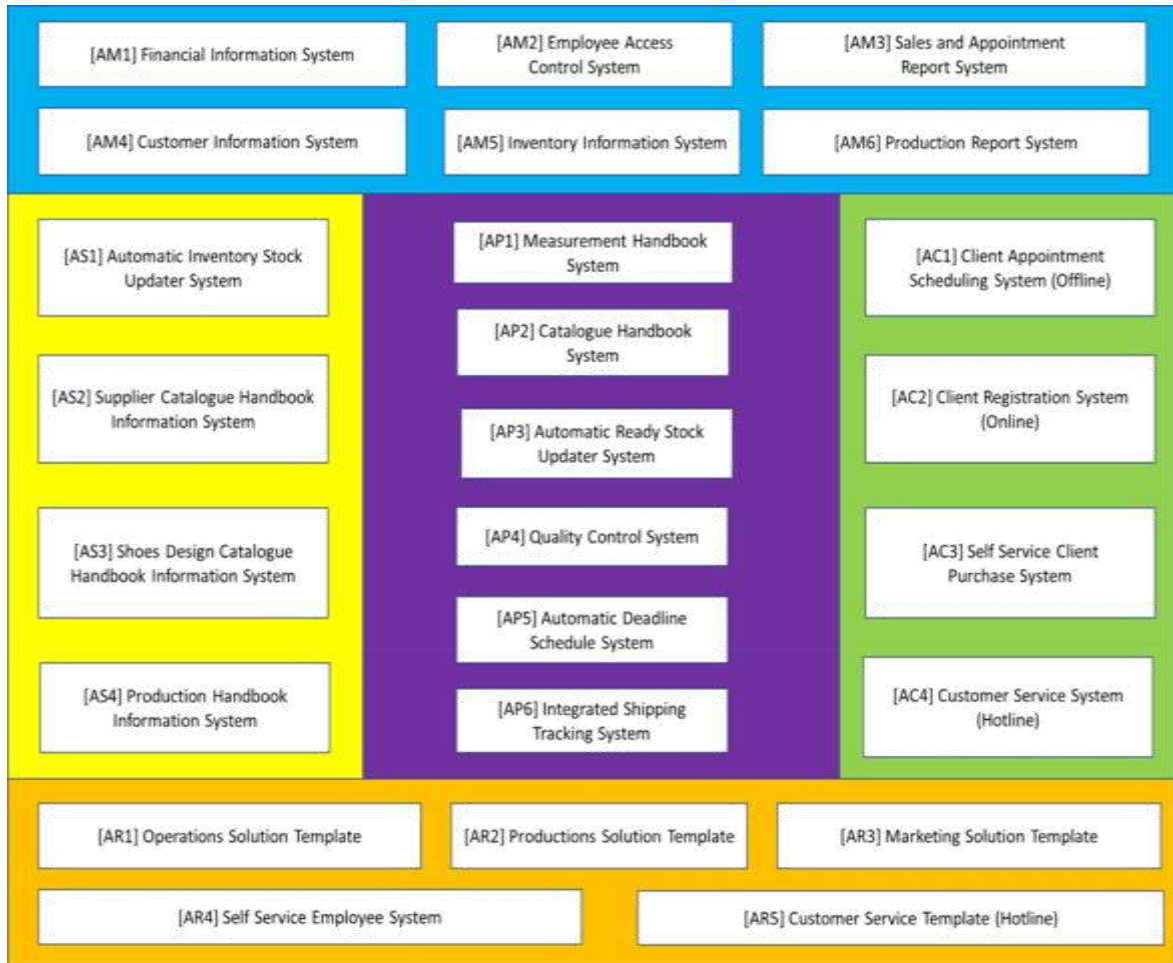 [AM1] Financial Information System
[AM2] Employee Access
Control System
[AM3] Sales and Appointment
Report System
[AM4] Customer Information System
[AM5] Inventory Information System
[AM6] Production Report System
[AS1] Automatic Inventory Stock
Updater System
[AS2] Supplier Catalogue Handbook
Information System
[AS3] Shoes Design Catalogue
Handbook Information System
[AS4] Production Handbook
Information System
[AP1] Measurement Handbook
System
[AP2] Catalogue Handbook
System
[AP3] Automatic Ready Stock
Updater System
[AP4] Quality Control System
[AP5] Automatic Deadline
Schedule System
[AP6] Integrated Shipping
Tracking System
[AC1] Client Appointment
Scheduling System (Offline)
[AC2] Client Registration System
(Online)
[AC3] Self Service Client
Purchase System
[AC4] Customer Service System
(Hotline)
[AR1] Operations Solution Template
[AR2] Productions Solution Template
[AR3] Marketing Solution Template
[AR4] Self Service Employee System
[AR5] Customer Service Template (Hotline)